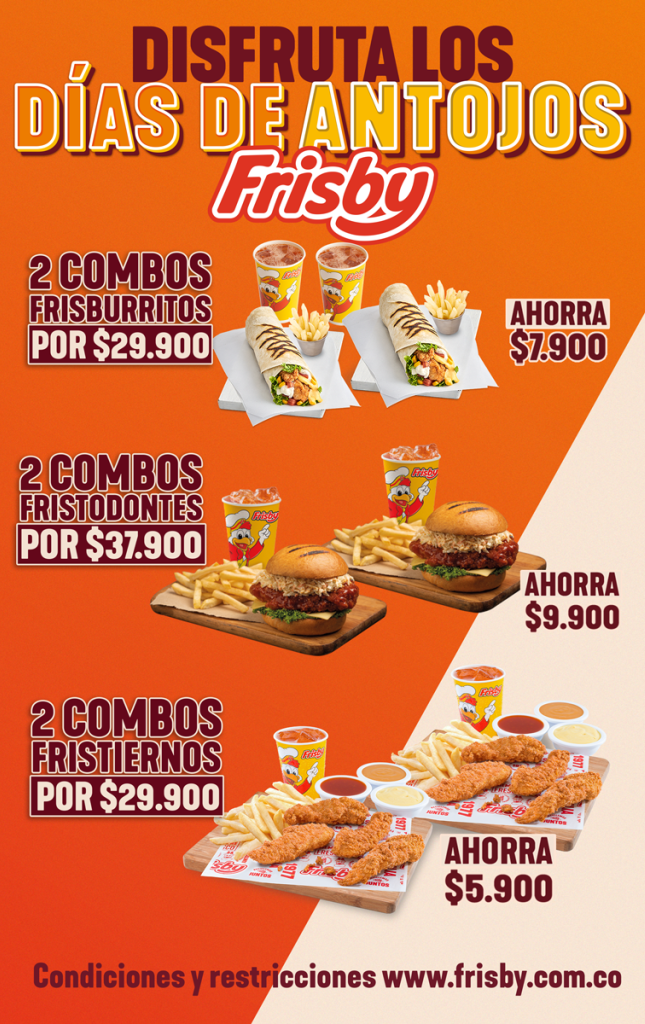 DISFRUTA LOS
DÍAS DE ANTOJOS
Frisby
2 COMBOS
FRISBURRITOS
POR $29.900
AHORRA
$7.900
2 COMBOS
FRISTODONTES
POR $37.900
AHORRA
$9.900
2 COMBOS
FRISTIERNOS
POR $29.900
AHORRA
$5.900
Condiciones y restricciones www.frisby.com.co